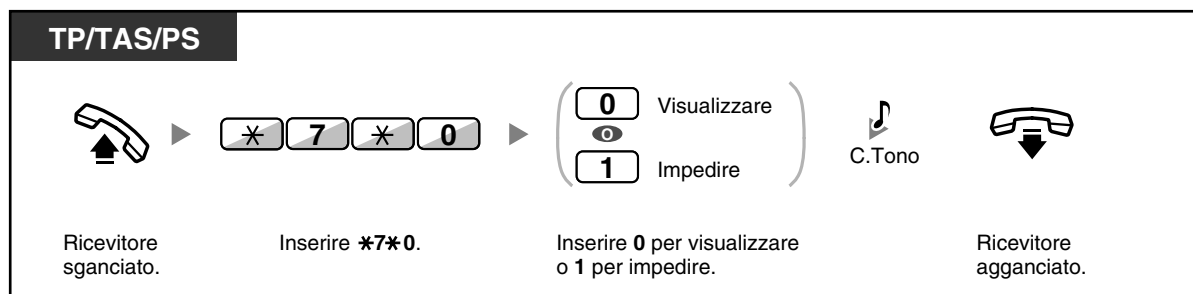 TP/TAS/PS
0 Visualizzare
✳ 7 ✳ 0
o
1 Impedire
C.Tono
Ricevitore
sganciato.
Inserire ✳7✳0.
Inserire 0 per visualizzare
o 1 per impedire.
Ricevitore
agganciato.